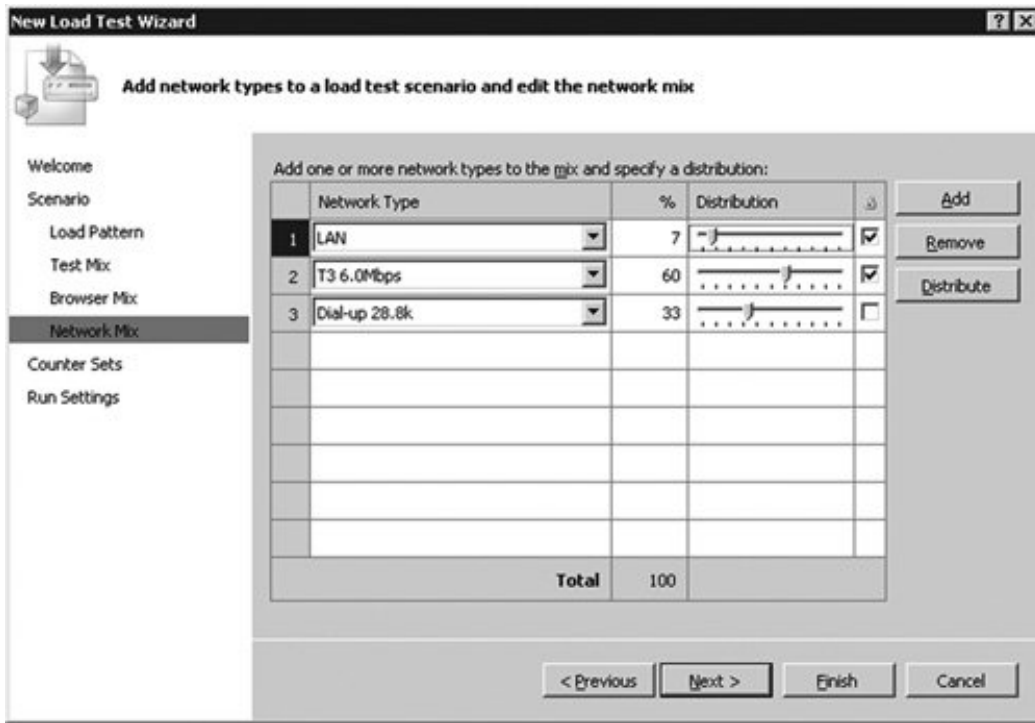 New Load Test Wizard
Add network types to a load test scenario and edit the network mix
Welcome
Scenario
Load Pattern
Test Mix
Browser Mix
Network Mix
Counter Sets
Run Settings
Add one or more network types to the mix and specify a distribution:
Network Type % Distribution
1 LAN 7
2 T3 6.0Mbps 60
3 Dial-up 28.8k 33
Total 100
Add
Remove
Distribute
< Previous Next > Finish Cancel